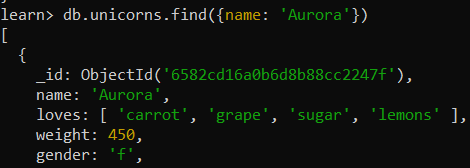 learn> db.unicorns.find({name: 'Aurora'})
[
  {
    _id: ObjectId('6582cd16a0b6d8b88cc2247f'),
    name: 'Aurora',
    loves: [ 'carrot', 'grape', 'sugar', 'lemons' ],
    weight: 450,
    gender: 'f',